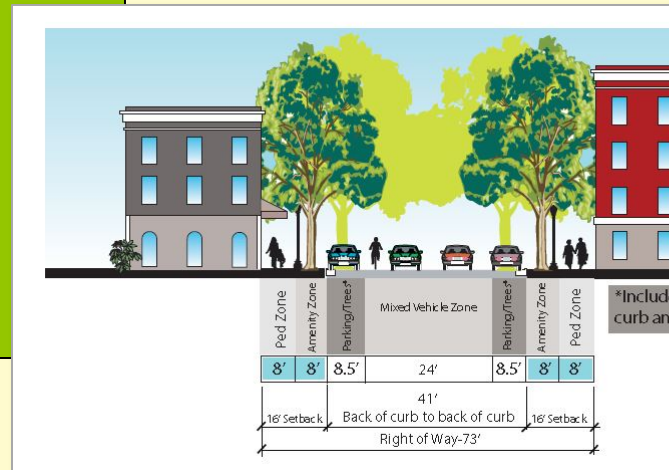 Ped Zone
Amenity Zone
Parking/Trees*
Mixed Vehicle Zone
Parking/Trees*
Amenity Zone
Ped Zone
*Includ
curb an
8' 8' 8.5' 24' 8.5' 8' 8'
41'
16' Setback Back of curb to back of curb 16' Setback
Right of Way-73'